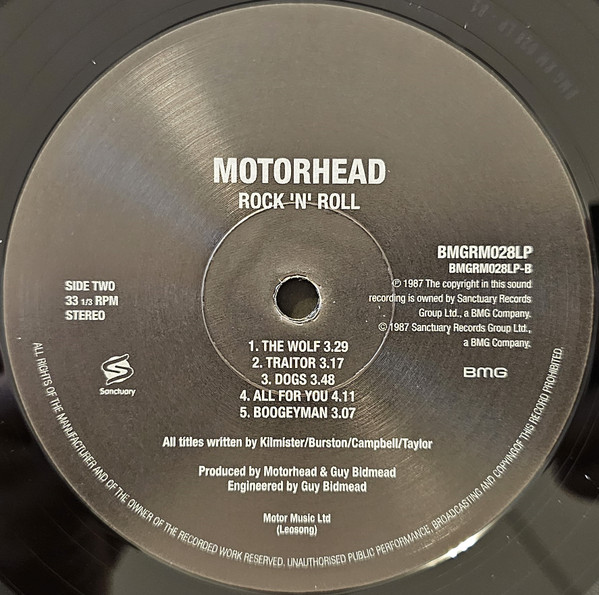 MOTORHEAD
ROCK 'N' ROLL
BMGRM028LP
BMGRM028LP-B
℗ 1987 The copyright in this sound
recording is owned by Sanctuary Records
Group Ltd., a BMG Company.
© 1987 Sanctuary Records Group Ltd.,
a BMG Company.
SIDE TWO
33 1/3 RPM
STEREO
Sanctuary
BMG
1. THE WOLF 3.29
2. TRAITOR 3.17
3. DOGS 3.48
4. ALL FOR YOU 4.11
5. BOOGEYMAN 3.07
All titles written by Kilmister/Burston/Campbell/Taylor
Produced by Motorhead & Guy Bidmead
Engineered by Guy Bidmead
Motor Music Ltd
(Leosong)
ALL RIGHTS OF THE MANUFACTURER AND OF THE OWNER OF THE RECORDED WORK RESERVED. UNAUTHORISED PUBLIC PERFORMANCE, BROADCASTING AND COPYING OF THIS RECORD PROHIBITED.